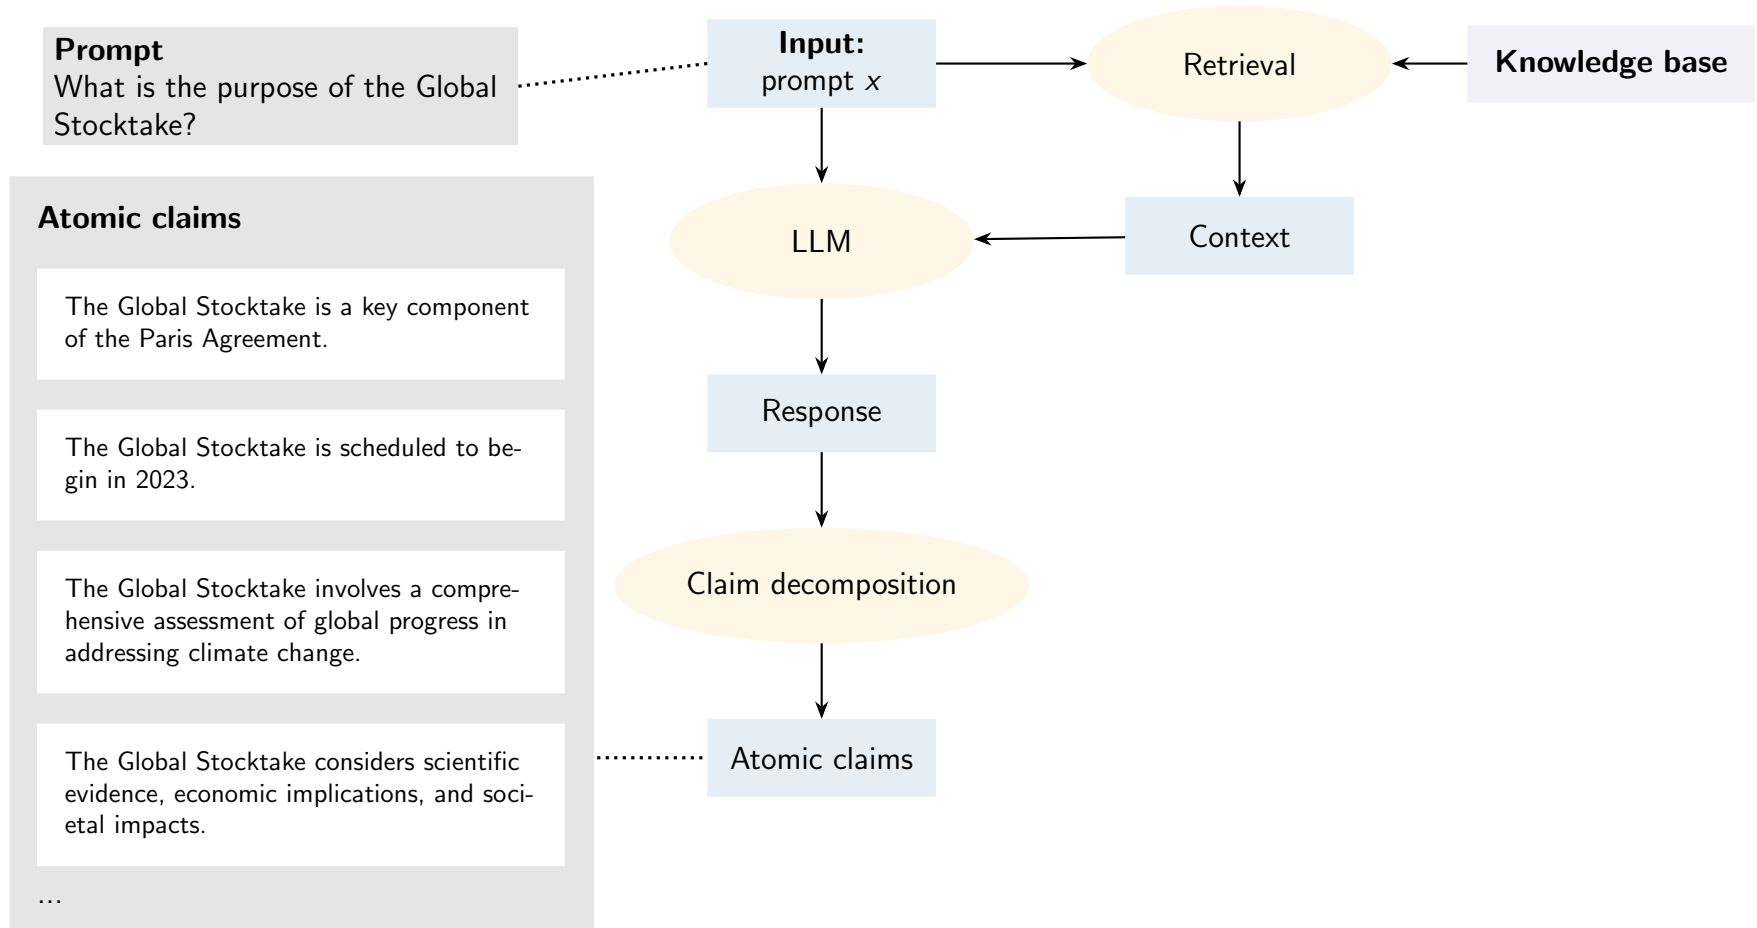 Prompt
What is the purpose of the Global
Stocktake?
Input:
prompt x
Retrieval
Knowledge base
LLM
Context
Response
Claim decomposition
Atomic claims
Atomic claims
The Global Stocktake is a key component
of the Paris Agreement.
The Global Stocktake is scheduled to be-
gin in 2023.
The Global Stocktake involves a compre-
hensive assessment of global progress in
addressing climate change.
The Global Stocktake considers scientific
evidence, economic implications, and soci-
etal impacts.
...